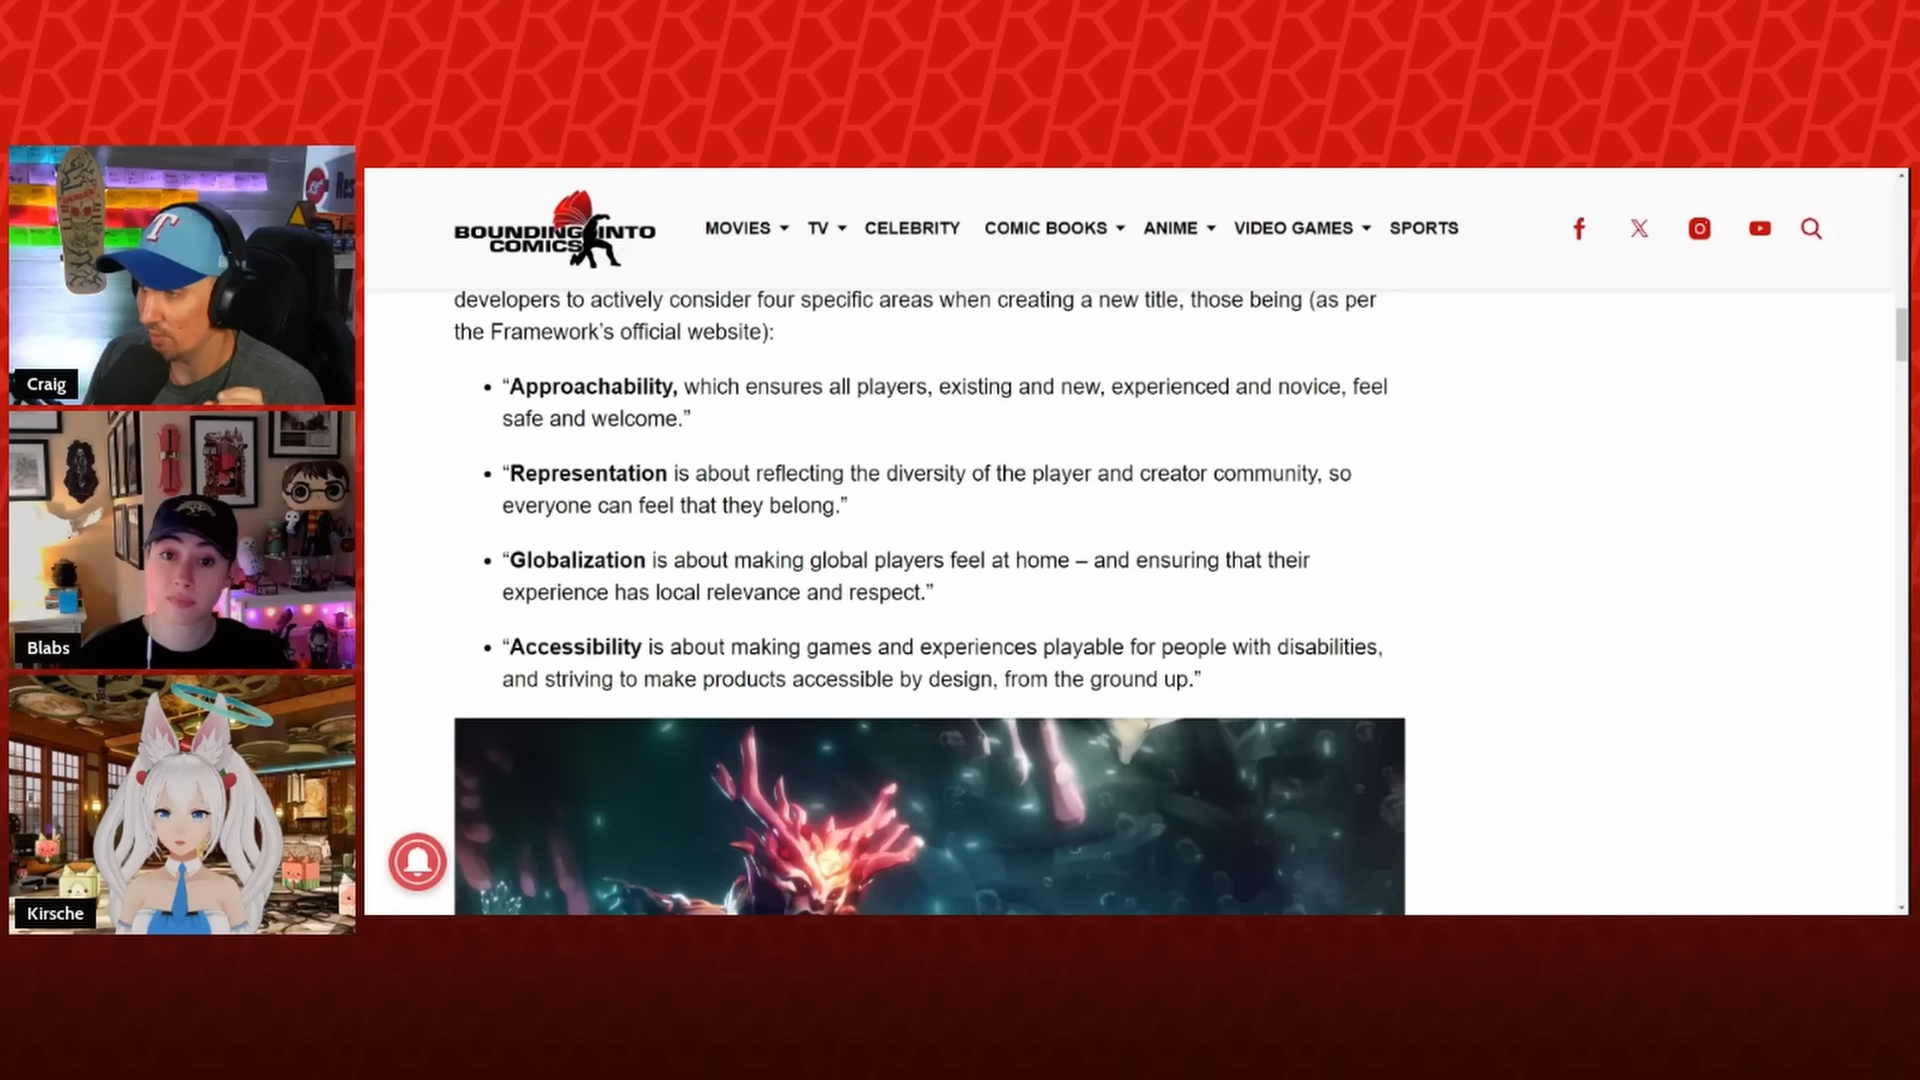 BOUNDING INTO
COMICS
MOVIES TV CELEBRITY COMIC BOOKS ANIME VIDEO GAMES SPORTS
developers to actively consider four specific areas when creating a new title, those being (as per
the Framework’s official website):
“Approachability, which ensures all players, existing and new, experienced and novice, feel
safe and welcome.”
“Representation is about reflecting the diversity of the player and creator community, so
everyone can feel that they belong.”
“Globalization is about making global players feel at home – and ensuring that their
experience has local relevance and respect.”
“Accessibility is about making games and experiences playable for people with disabilities,
and striving to make products accessible by design, from the ground up.”
Craig
Blabs
Kirsche